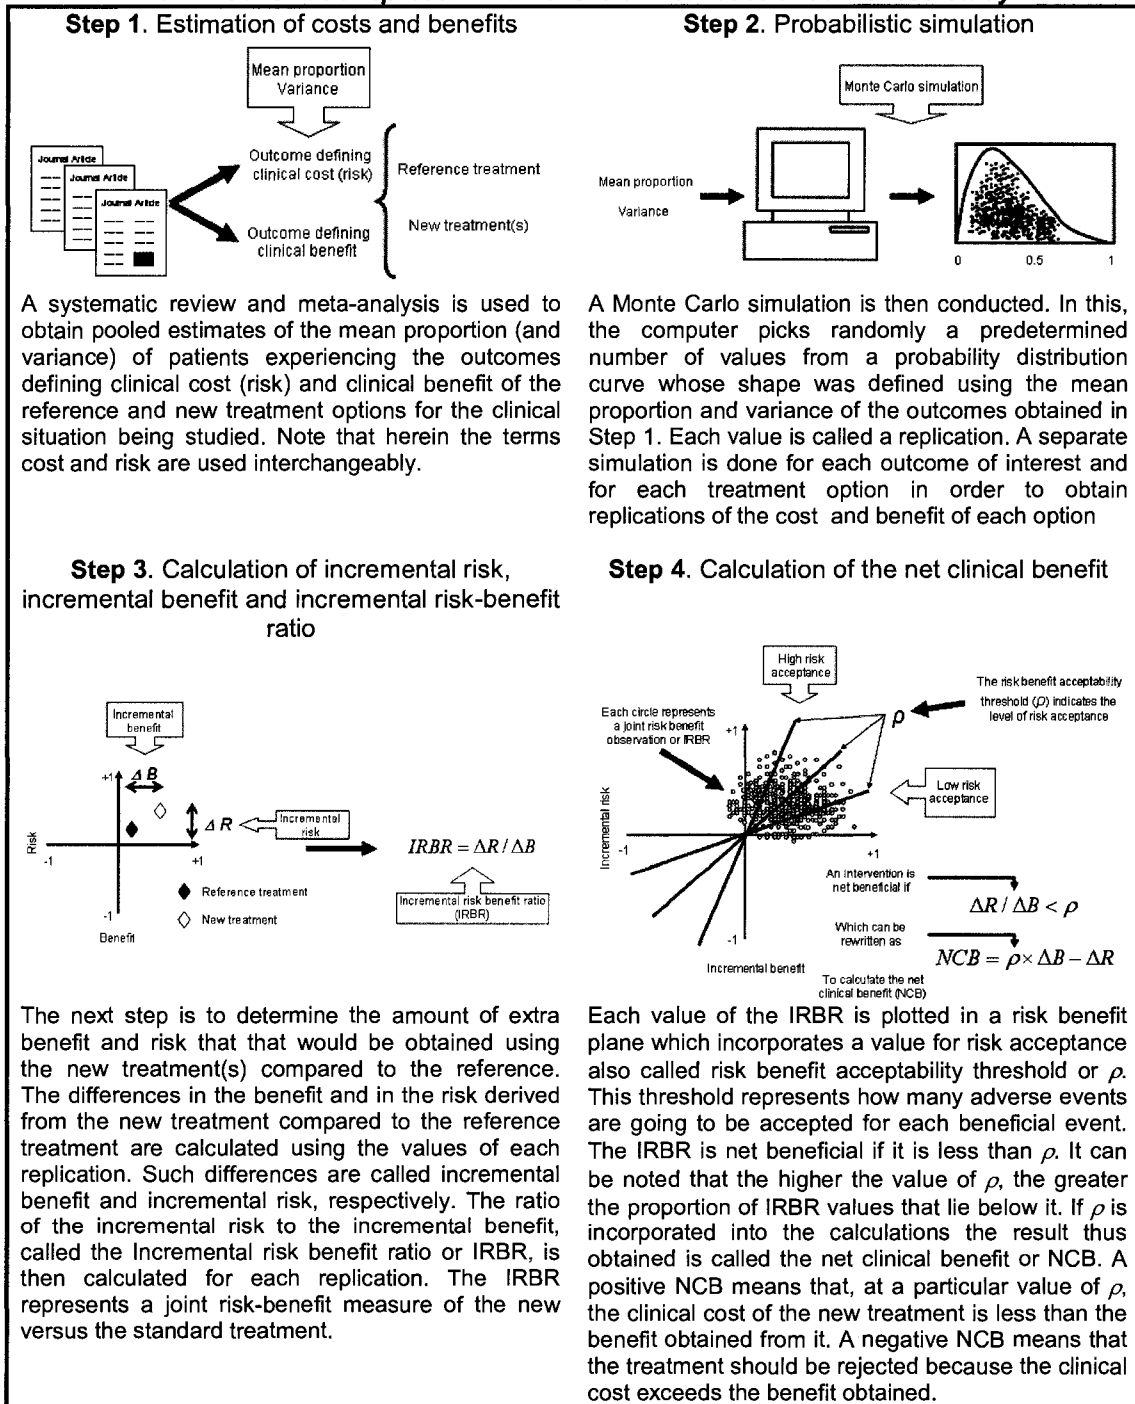 Step 1. Estimation of costs and benefits
Mean proportion
Variance
Journal Article
Journal Article
Journal Article
Outcome defining
clinical cost (risk)
Outcome defining
clinical benefit
Reference treatment
New treatment(s)
A systematic review and meta-analysis is used to
obtain pooled estimates of the mean proportion (and
variance) of patients experiencing the outcomes
defining clinical cost (risk) and clinical benefit of the
reference and new treatment options for the clinical
situation being studied. Note that herein the terms
cost and risk are used interchangeably.
Step 2. Probabilistic simulation
Monte Carlo simulation
Mean proportion
Variance
0 0.5 1
A Monte Carlo simulation is then conducted. In this,
the computer picks randomly a predetermined
number of values from a probability distribution
curve whose shape was defined using the mean
proportion and variance of the outcomes obtained in
Step 1. Each value is called a replication. A separate
simulation is done for each outcome of interest and
for each treatment option in order to obtain
replications of the cost and benefit of each option
Step 3. Calculation of incremental risk,
incremental benefit and incremental risk-benefit
ratio
Incremental
benefit
+1 Δ B
Δ R
Incremental
risk
Risk
-1
+1
Reference treatment
New treatment
-1
Benefit
IRBR = ΔR / ΔB
Incremental risk benefit ratio
(IRBR)
The next step is to determine the amount of extra
benefit and risk that that would be obtained using
the new treatment(s) compared to the reference.
The differences in the benefit and in the risk derived
from the new treatment compared to the reference
treatment are calculated using the values of each
replication. Such differences are called incremental
benefit and incremental risk, respectively. The ratio
of the incremental risk to the incremental benefit,
called the Incremental risk benefit ratio or IRBR, is
then calculated for each replication. The IRBR
represents a joint risk-benefit measure of the new
versus the standard treatment.
Step 4. Calculation of the net clinical benefit
High risk
acceptance
Each circle represents
a joint risk benefit
observation or IRBR
+1
ρ
The risk benefit acceptability
threshold (ρ) indicates the
level of risk acceptance
Low risk
acceptance
Incremental risk
-1
+1
-1
Incremental benefit
An intervention is
net beneficial if
ΔR / ΔB < ρ
Which can be
rewritten as
NCB = ρ× ΔB – ΔR
To calculate the net
clinical benefit (NCB)
Each value of the IRBR is plotted in a risk benefit
plane which incorporates a value for risk acceptance
also called risk benefit acceptability threshold or ρ.
This threshold represents how many adverse events
are going to be accepted for each beneficial event.
The IRBR is net beneficial if it is less than ρ. It can
be noted that the higher the value of ρ, the greater
the proportion of IRBR values that lie below it. If ρ is
incorporated into the calculations the result thus
obtained is called the net clinical benefit or NCB. A
positive NCB means that, at a particular value of ρ,
the clinical cost of the new treatment is less than the
benefit obtained from it. A negative NCB means that
the treatment should be rejected because the clinical
cost exceeds the benefit obtained.